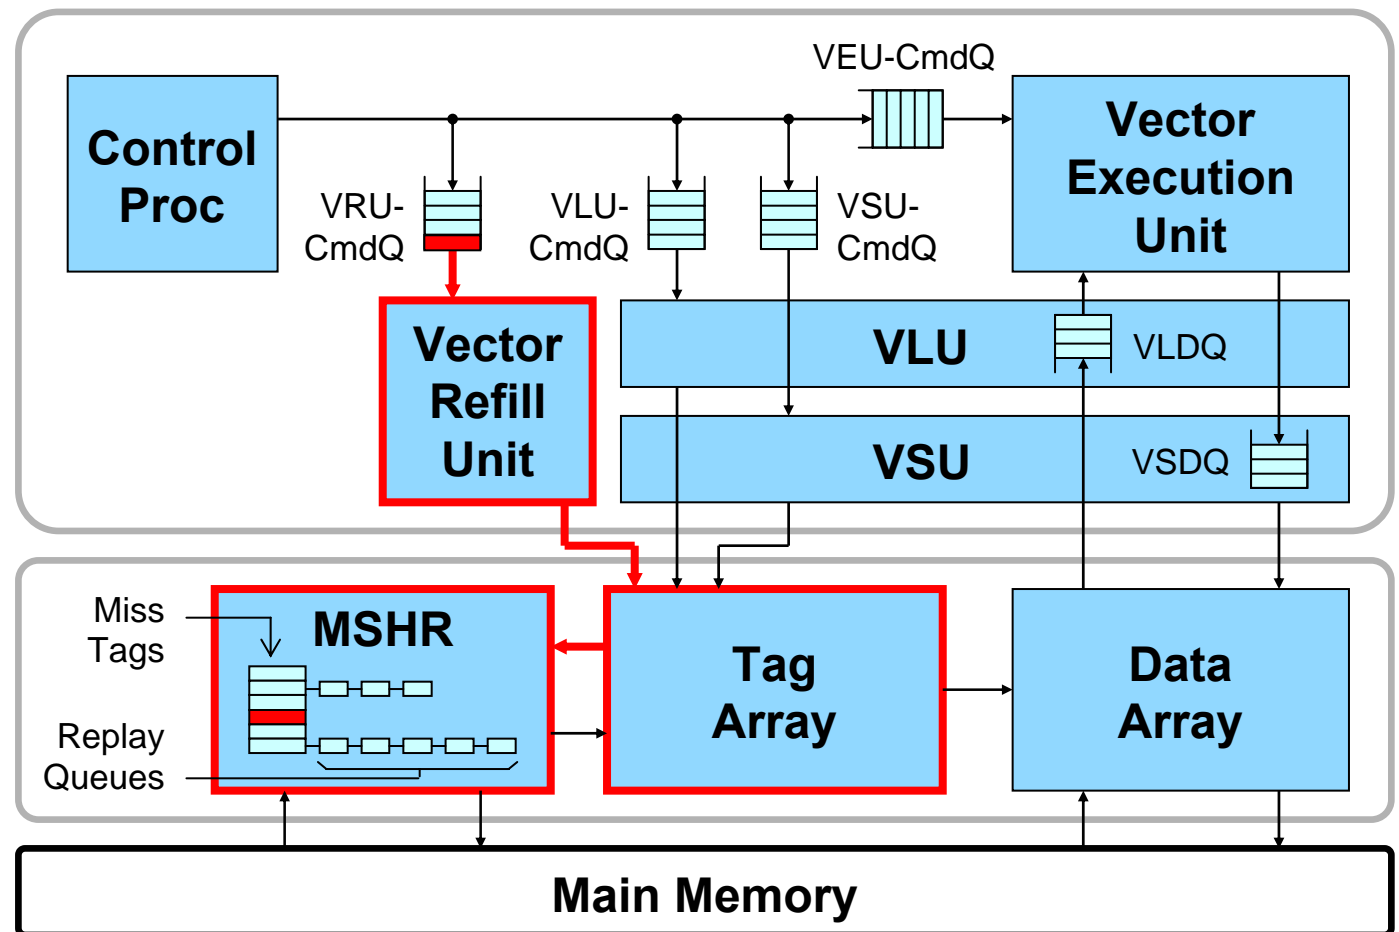 VEU-CmdQ
Control
Proc
Vector
Execution
Unit
VRU-
CmdQ
VLU-
CmdQ
VSU-
CmdQ
Vector
Refill
Unit
VLU
VLDQ
VSU
VSDQ
Miss
Tags
MSHR
Replay
Queues
Tag
Array
Data
Array
Main Memory